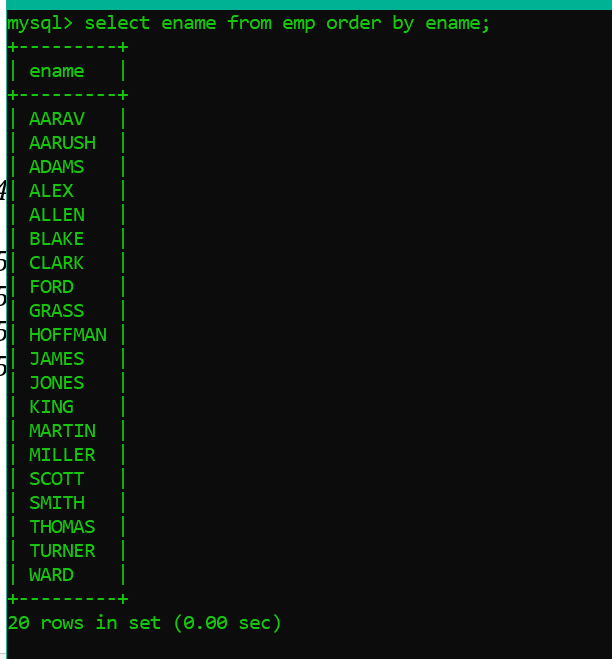 mysql> select ename from emp order by ename;
+---------+
| ename   |
+---------+
| AARAV   |
| AARUSH  |
| ADAMS   |
| ALEX    |
| ALLEN   |
| BLAKE   |
| CLARK   |
| FORD    |
| GRASS   |
| HOFFMAN |
| JAMES   |
| JONES   |
| KING    |
| MARTIN  |
| MILLER  |
| SCOTT   |
| SMITH   |
| THOMAS  |
| TURNER  |
| WARD    |
+---------+
20 rows in set (0.00 sec)